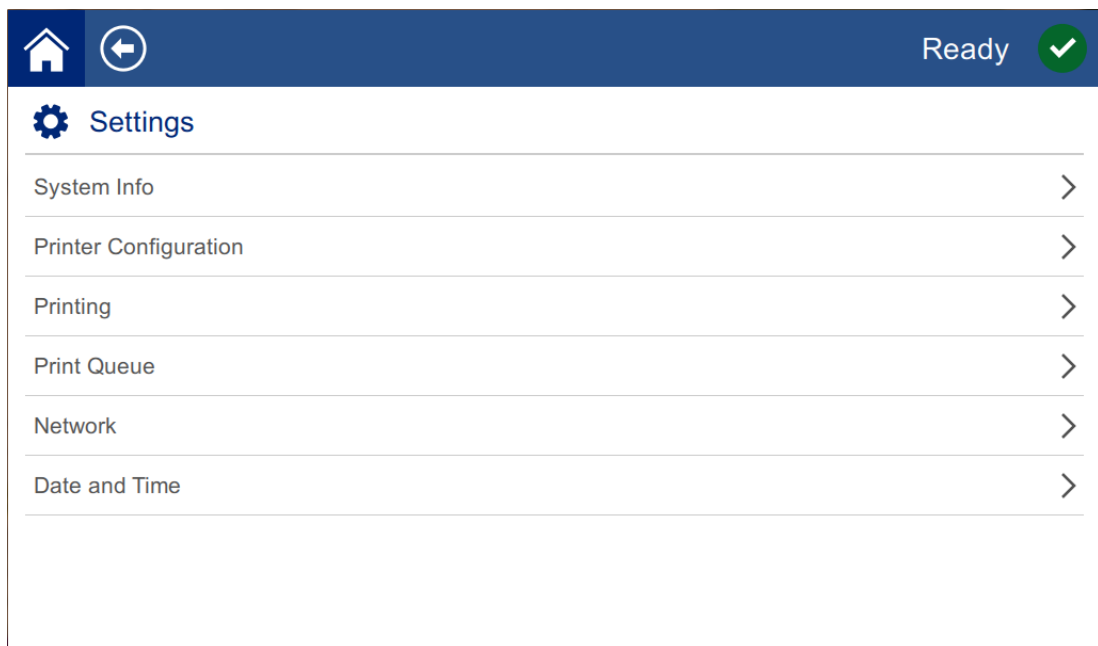 Ready
Settings
System Info
Printer Configuration
Printing
Print Queue
Network
Date and Time